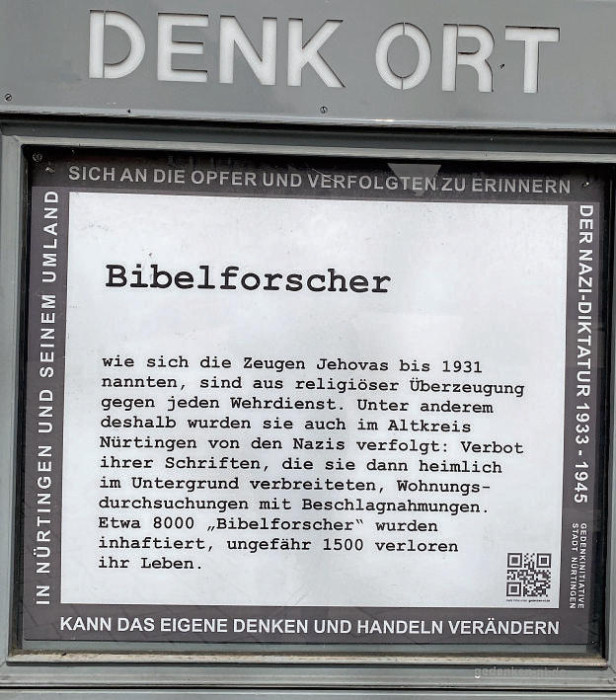 DENK ORT
SICH AN DIE OPFER UND VERFOLGTEN ZU ERINNERN
IN NÜRTINGEN UND SEINEM UMLAND
DER NAZI-DIKTATUR 1933 - 1945
Bibelforscher
wie sich die Zeugen Jehovas bis 1931
nannten, sind aus religiöser Überzeugung
gegen jeden Wehrdienst. Unter anderem
deshalb wurden sie auch im Altkreis
Nürtingen von den Nazis verfolgt: Verbot
ihrer Schriften, die sie dann heimlich
im Untergrund verbreiteten, Wohnungs-
durchsuchungen mit Beschlagnahmungen.
Etwa 8000 „Bibelforscher“ wurden
inhaftiert, ungefähr 1500 verloren
ihr Leben.
GEDENKINITIATIVE
STADT NÜRTINGEN
KANN DAS EIGENE DENKEN UND HANDELN VERÄNDERN